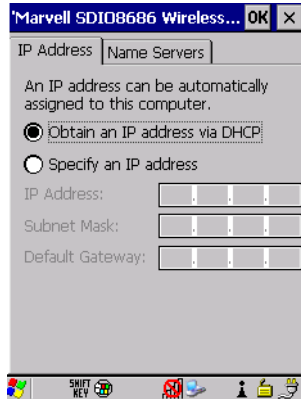 'Marvell SDIO8686 Wireless... OK ×
IP Address Name Servers
An IP address can be automatically
assigned to this computer.
Obtain an IP address via DHCP
Specify an IP address
IP Address:
Subnet Mask:
Default Gateway:
SHIFT
KEY